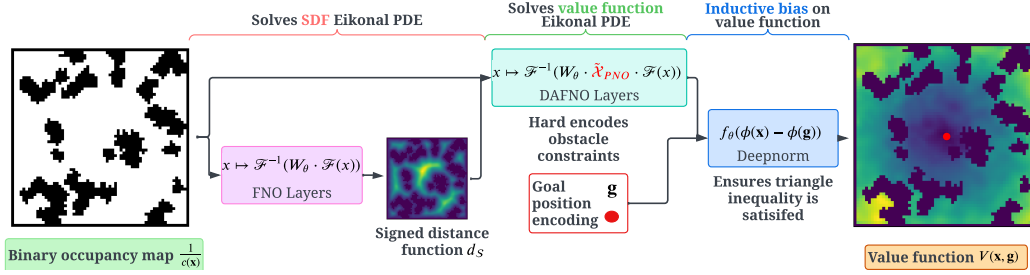 Solves SDF Eikonal PDE
Solves value function
Eikonal PDE
Inductive bias on
value function
x ↦ ℱ⁻¹(W_θ · χ̃_PNO · ℱ(x))
DAFNO Layers
Hard encodes
obstacle
constraints
x ↦ ℱ⁻¹(W_θ · ℱ(x))
FNO Layers
Signed distance
function d_S
Goal
position
encoding
g
f_θ(ϕ(x) − ϕ(g))
Deepnorm
Ensures triangle
inequality is
satisifed
Binary occupancy map 1/c(x)
Value function V(x, g)